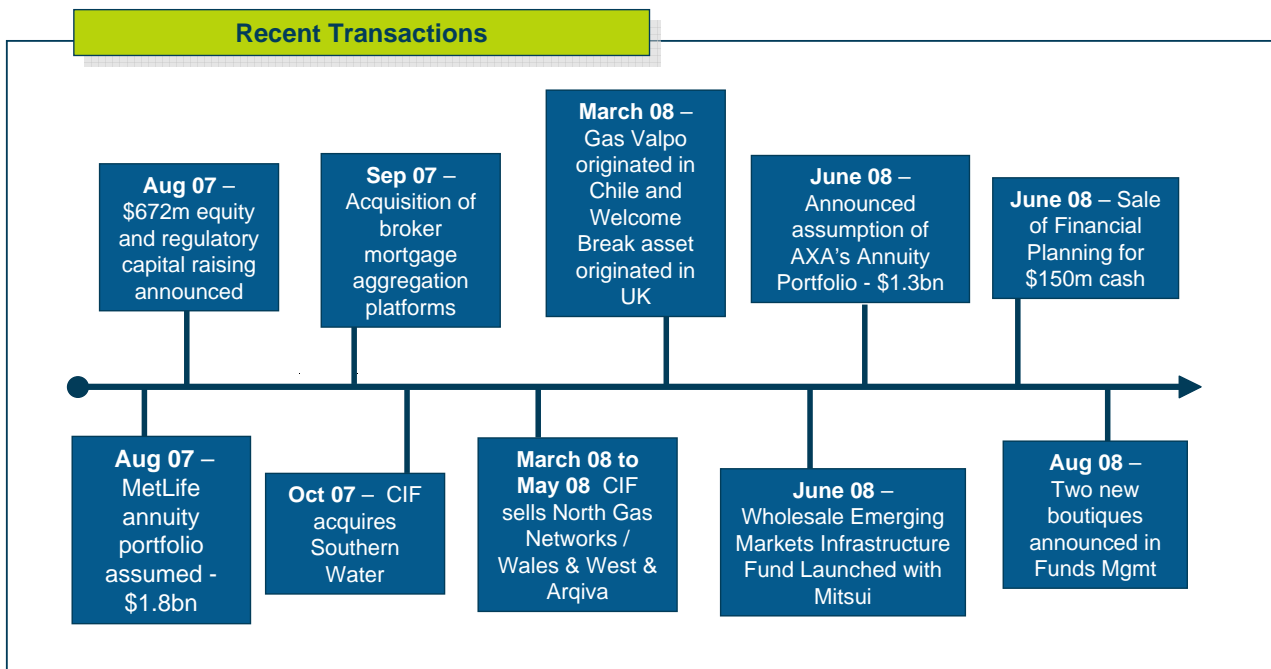 Recent Transactions
Aug 07 –
$672m equity
and regulatory
capital raising
announced
Sep 07 –
Acquisition of
broker
mortgage
aggregation
platforms
March 08 –
Gas Valpo
originated in
Chile and
Welcome
Break asset
originated in
UK
June 08 –
Announced
assumption of
AXA’s Annuity
Portfolio - $1.3bn
June 08 – Sale
of Financial
Planning for
$150m cash
Aug 07 –
MetLife
annuity
portfolio
assumed -
$1.8bn
Oct 07 – CIF
acquires
Southern
Water
March 08 to
May 08 CIF
sells North Gas
Networks /
Wales & West &
Arqiva
June 08 –
Wholesale Emerging
Markets Infrastructure
Fund Launched with
Mitsui
Aug 08 –
Two new
boutiques
announced in
Funds Mgmt